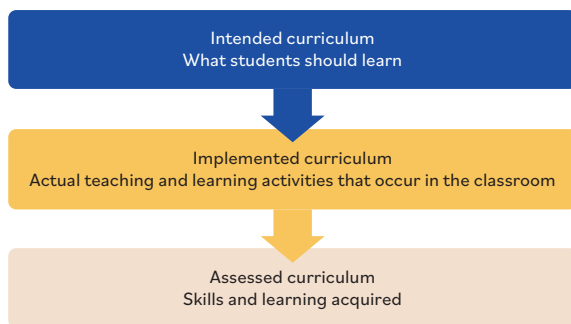 Intended curriculum
What students should learn
Implemented curriculum
Actual teaching and learning activities that occur in the classroom
Assessed curriculum
Skills and learning acquired